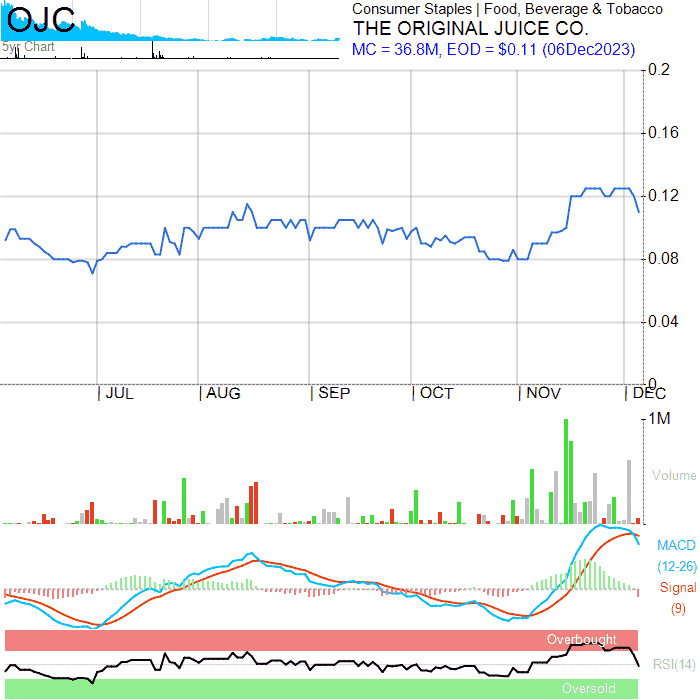 OJC
5yr Chart
Consumer Staples | Food, Beverage & Tobacco
THE ORIGINAL JUICE CO.
MC = 36.8M, EOD = $0.11 (06Dec2023)
0.2
0.16
0.12
0.08
0.04
0
| JUL | AUG | SEP | OCT | NOV | DEC
1M
Volume
MACD
(12-26)
Signal
(9)
Overbought
RSI(14)
Oversold